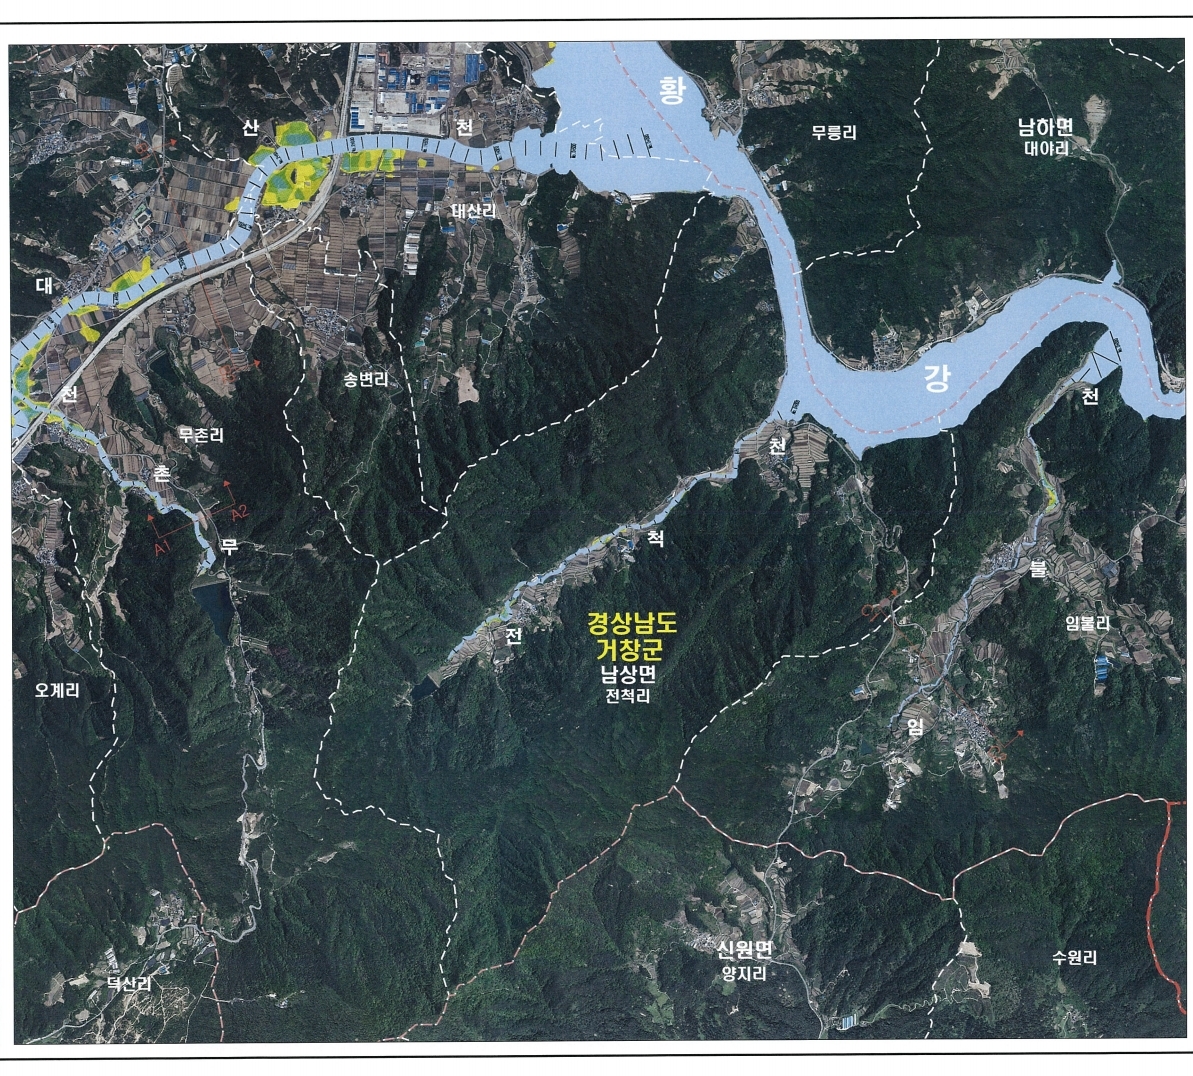 황
산
천
무릉리
남하면
대야리
대산리
대
강
송변리
천
천
무촌리
천
촌
A2
A1
무
척
불
경상남도
거창군
남상면
전척리
전
임불리
오계리
임
신원면
양지리
수원리
덕산리